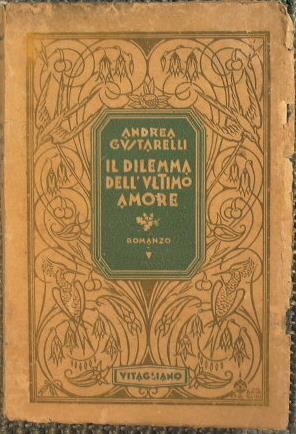 ANDREA
GVSTARELLI
IL DILEMMA
DELL'VLTIMO
AMORE
ROMANZO
VITAGLIANO